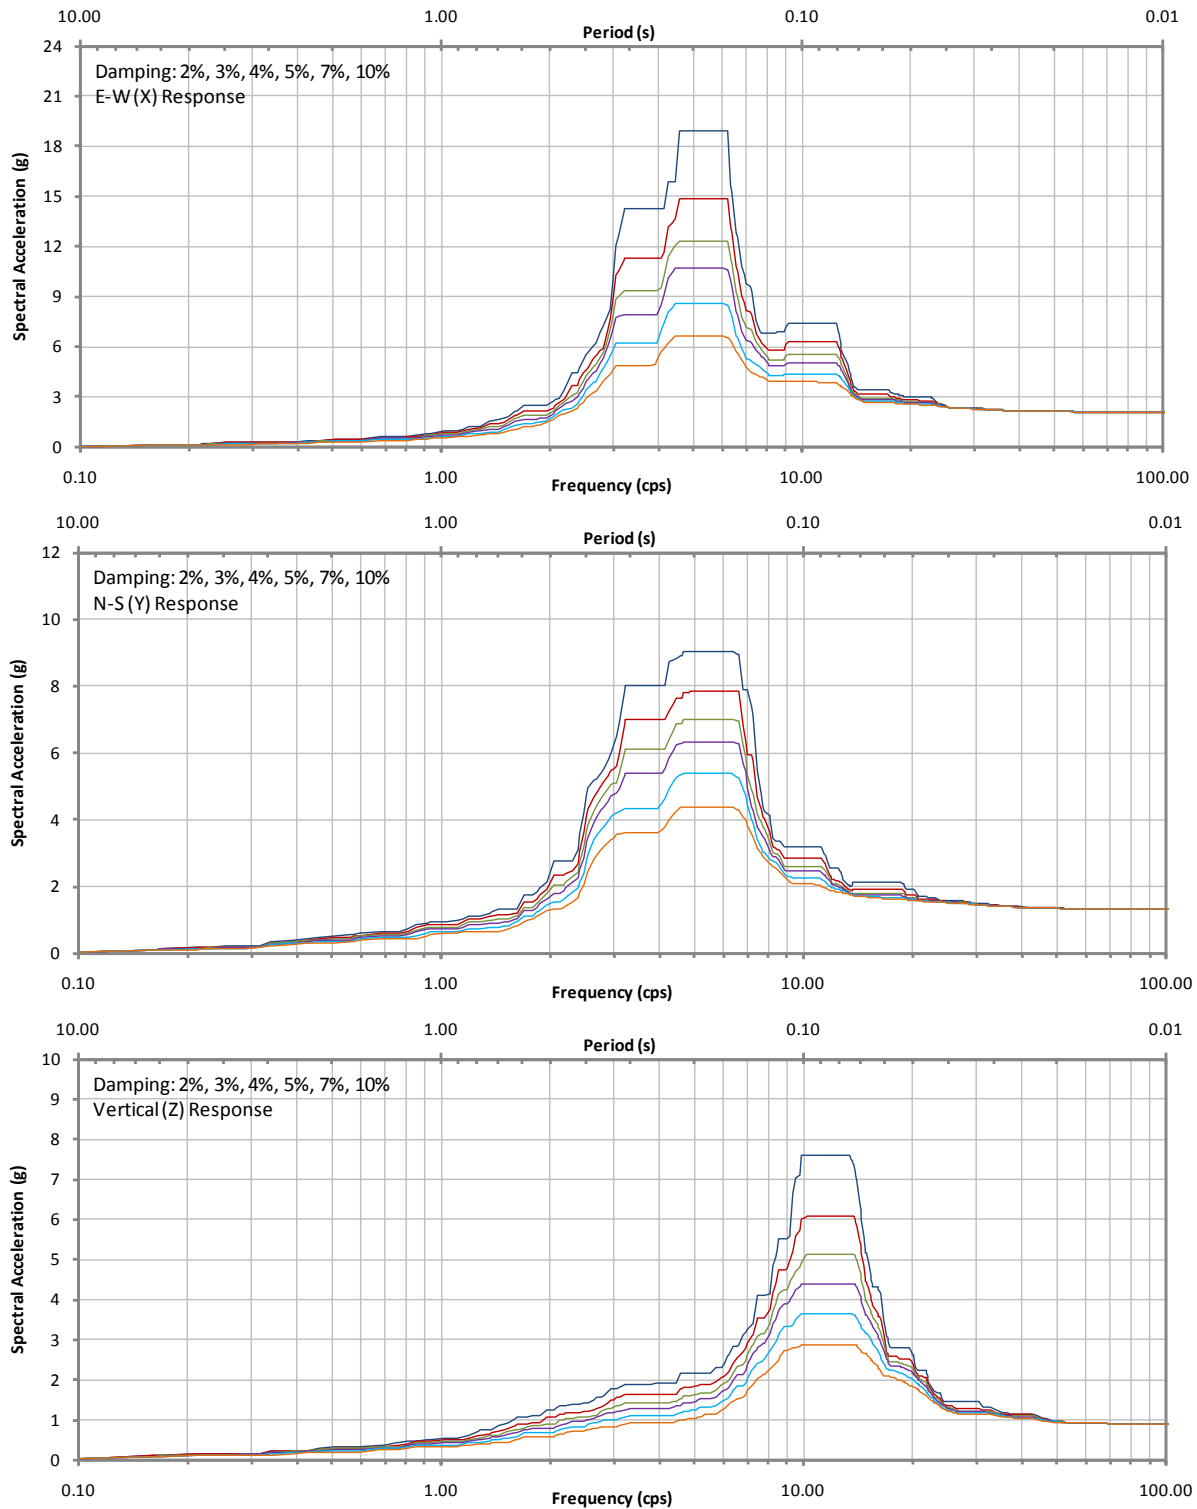 10.00 1.00 0.10 0.01
Period (s)
24
21
18
15
12
9
6
3
0
Spectral Acceleration (g)
Damping: 2%, 3%, 4%, 5%, 7%, 10%
E-W (X) Response
0.10 1.00 10.00 100.00
Frequency (cps)
10.00 1.00 0.10 0.01
Period (s)
12
10
8
6
4
2
0
Spectral Acceleration (g)
Damping: 2%, 3%, 4%, 5%, 7%, 10%
N-S (Y) Response
0.10 1.00 10.00 100.00
Frequency (cps)
10.00 1.00 0.10 0.01
Period (s)
10
9
8
7
6
5
4
3
2
1
0
Spectral Acceleration (g)
Damping: 2%, 3%, 4%, 5%, 7%, 10%
Vertical (Z) Response
0.10 1.00 10.00 100.00
Frequency (cps)